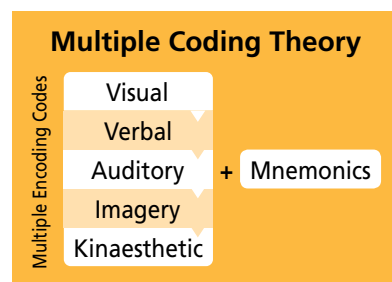 Multiple Coding Theory
Multiple Encoding Codes
Visual
Verbal
Auditory + Mnemonics
Imagery
Kinaesthetic